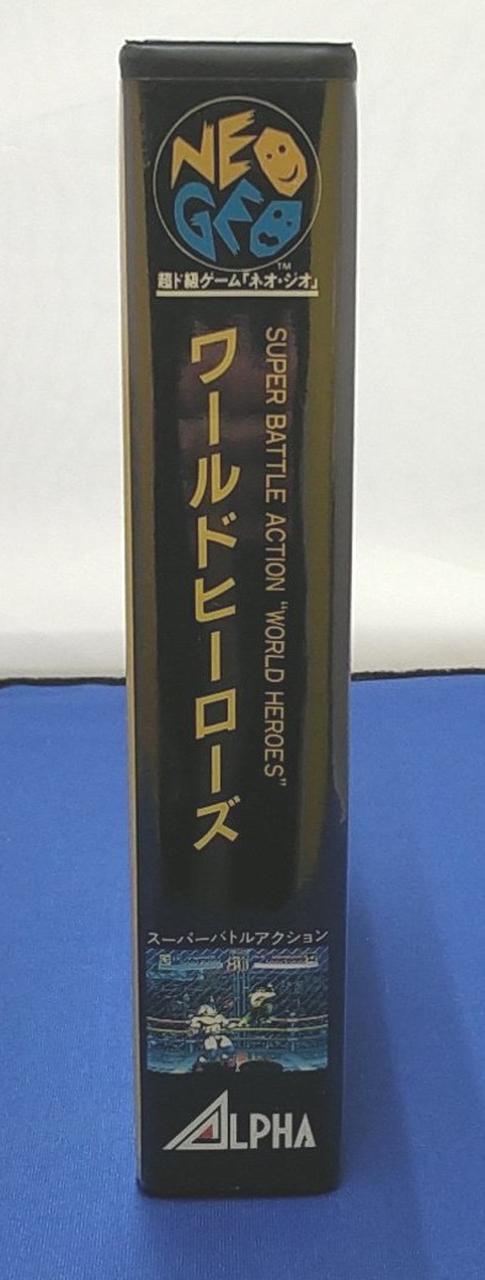 NEO
GEO
TM
超ド級ゲーム「ネオ・ジオ」
ワールドヒーローズ
SUPER BATTLE ACTION "WORLD HEROES"
スーパーバトルアクション
ALPHA